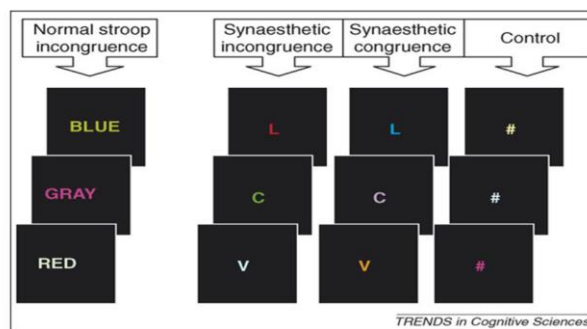 Normal stroop
incongruence
Synaesthetic
incongruence
Synaesthetic
congruence
Control
BLUE
L
L
#
GRAY
C
C
#
RED
V
V
#
TRENDS in Cognitive Sciences